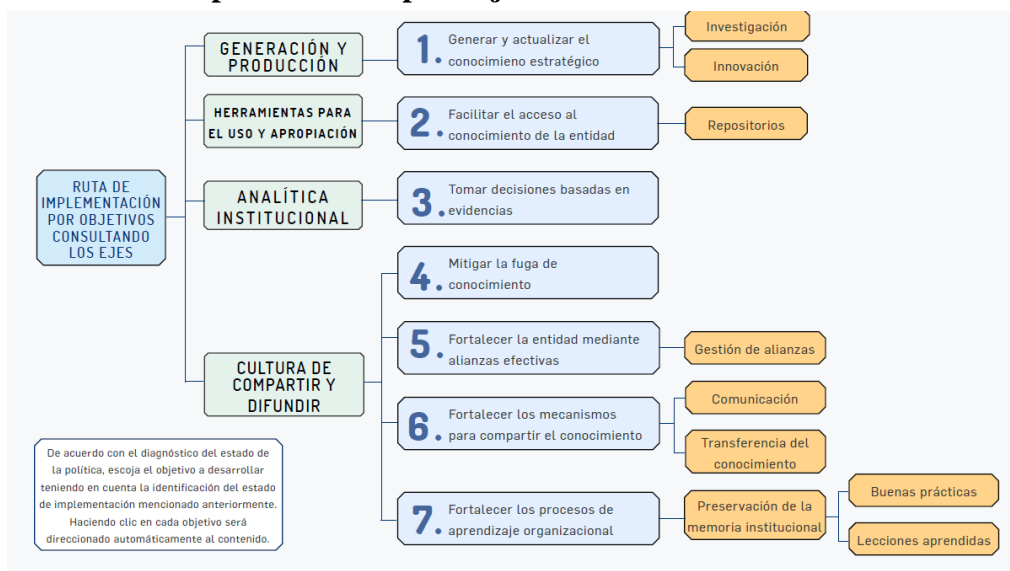 GENERACIÓN Y
PRODUCCIÓN
1. Generar y actualizar el
conocimieno estratégico
Investigación
Innovación
HERRAMIENTAS PARA
EL USO Y APROPIACIÓN
2. Facilitar el acceso al
conocimiento de la entidad
Repositorios
RUTA DE
IMPLEMENTACIÓN
POR OBJETIVOS
CONSULTANDO
LOS EJES
ANALÍTICA
INSTITUCIONAL
3. Tomar decisiones basadas en
evidencias
4. Mitigar la fuga de
conocimiento
5. Fortalecer la entidad mediante
alianzas efectivas
Gestión de alianzas
CULTURA DE
COMPARTIR Y
DIFUNDIR
6. Fortalecer los mecanismos
para compartir el conocimiento
Comunicación
Transferencia del
conocimiento
7. Fortalecer los procesos de
aprendizaje organizacional
Preservación de la
memoria institucional
Buenas prácticas
Lecciones aprendidas
De acuerdo con el diagnóstico del estado de
la política, escoja el objetivo a desarrollar
teniendo en cuenta la identificación del estado
de implementación mencionado anteriormente.
Haciendo clic en cada objetivo será
direccionado automáticamente al contenido.